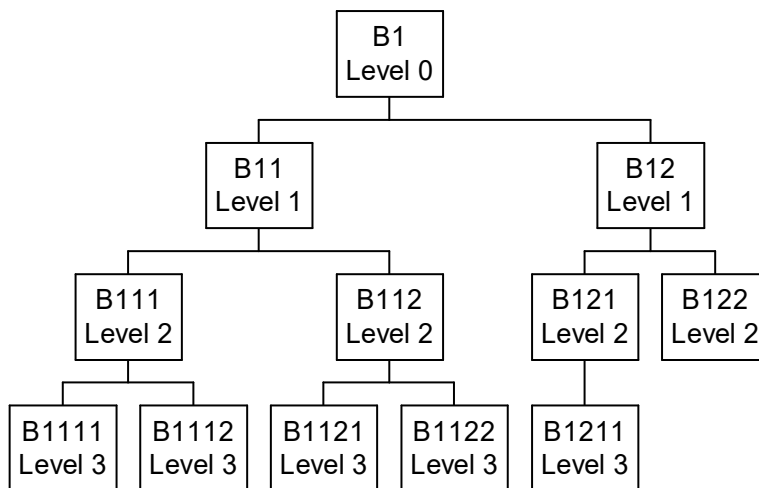 B1
Level 0
B11
Level 1
B12
Level 1
B111
Level 2
B112
Level 2
B121
Level 2
B122
Level 2
B1111
Level 3
B1112
Level 3
B1121
Level 3
B1122
Level 3
B1211
Level 3